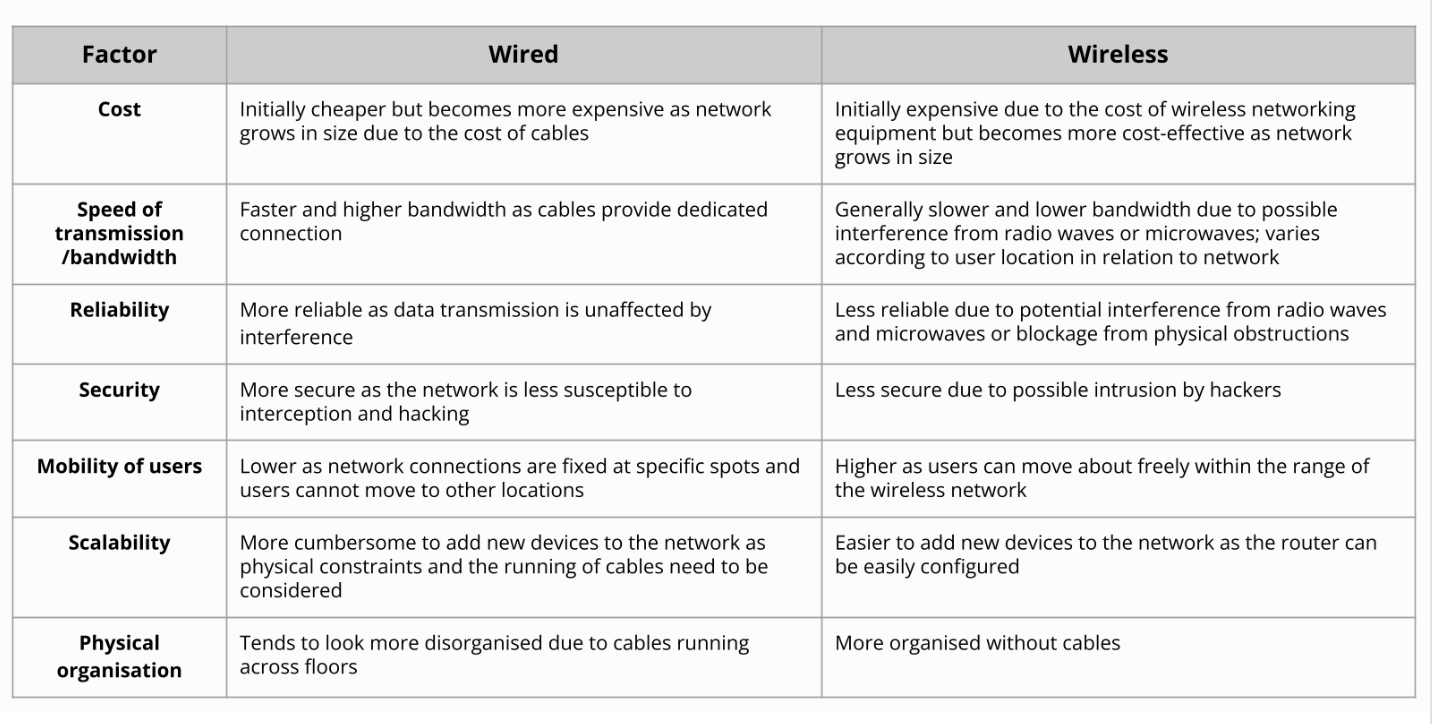 Factor
Wired
Wireless
Cost
Initially cheaper but becomes more expensive as network
grows in size due to the cost of cables
Initially expensive due to the cost of wireless networking
equipment but becomes more cost-effective as network
grows in size
Speed of
transmission
/bandwidth
Faster and higher bandwidth as cables provide dedicated
connection
Generally slower and lower bandwidth due to possible
interference from radio waves or microwaves; varies
according to user location in relation to network
Reliability
More reliable as data transmission is unaffected by
interference
Less reliable due to potential interference from radio waves
and microwaves or blockage from physical obstructions
Security
More secure as the network is less susceptible to
interception and hacking
Less secure due to possible intrusion by hackers
Mobility of users
Lower as network connections are fixed at specific spots and
users cannot move to other locations
Higher as users can move about freely within the range of
the wireless network
Scalability
More cumbersome to add new devices to the network as
physical constraints and the running of cables need to be
considered
Easier to add new devices to the network as the router can
be easily configured
Physical
organisation
Tends to look more disorganised due to cables running
across floors
More organised without cables